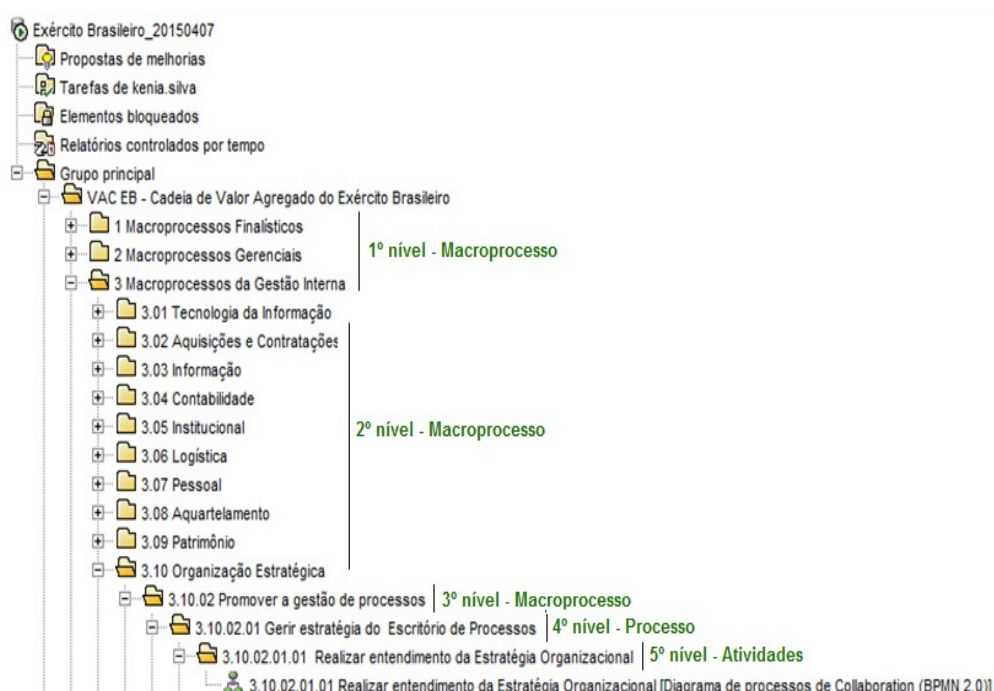 Exército Brasileiro_20150407
Propostas de melhorias
Tarefas de kenia.silva
Elementos bloqueados
Relatórios controlados por tempo
Grupo principal
VAC EB - Cadeia de Valor Agregado do Exército Brasileiro
1 Macroprocessos Finalísticos
2 Macroprocessos Gerenciais
1º nível - Macroprocesso
3 Macroprocessos da Gestão Interna
3.01 Tecnologia da Informação
3.02 Aquisições e Contratações
3.03 Informação
3.04 Contabilidade
3.05 Institucional
2º nível - Macroprocesso
3.06 Logística
3.07 Pessoal
3.08 Aquartelamento
3.09 Patrimônio
3.10 Organização Estratégica
3.10.02 Promover a gestão de processos 3º nível - Macroprocesso
3.10.02.01 Gerir estratégia do Escritório de Processos 4º nível - Processo
3.10.02.01.01 Realizar entendimento da Estratégia Organizacional 5º nível - Atividades
3.10.02.01.01 Realizar entendimento da Estratégia Organizacional [Diagrama de processos de Collaboration (BPMN 2.0)]